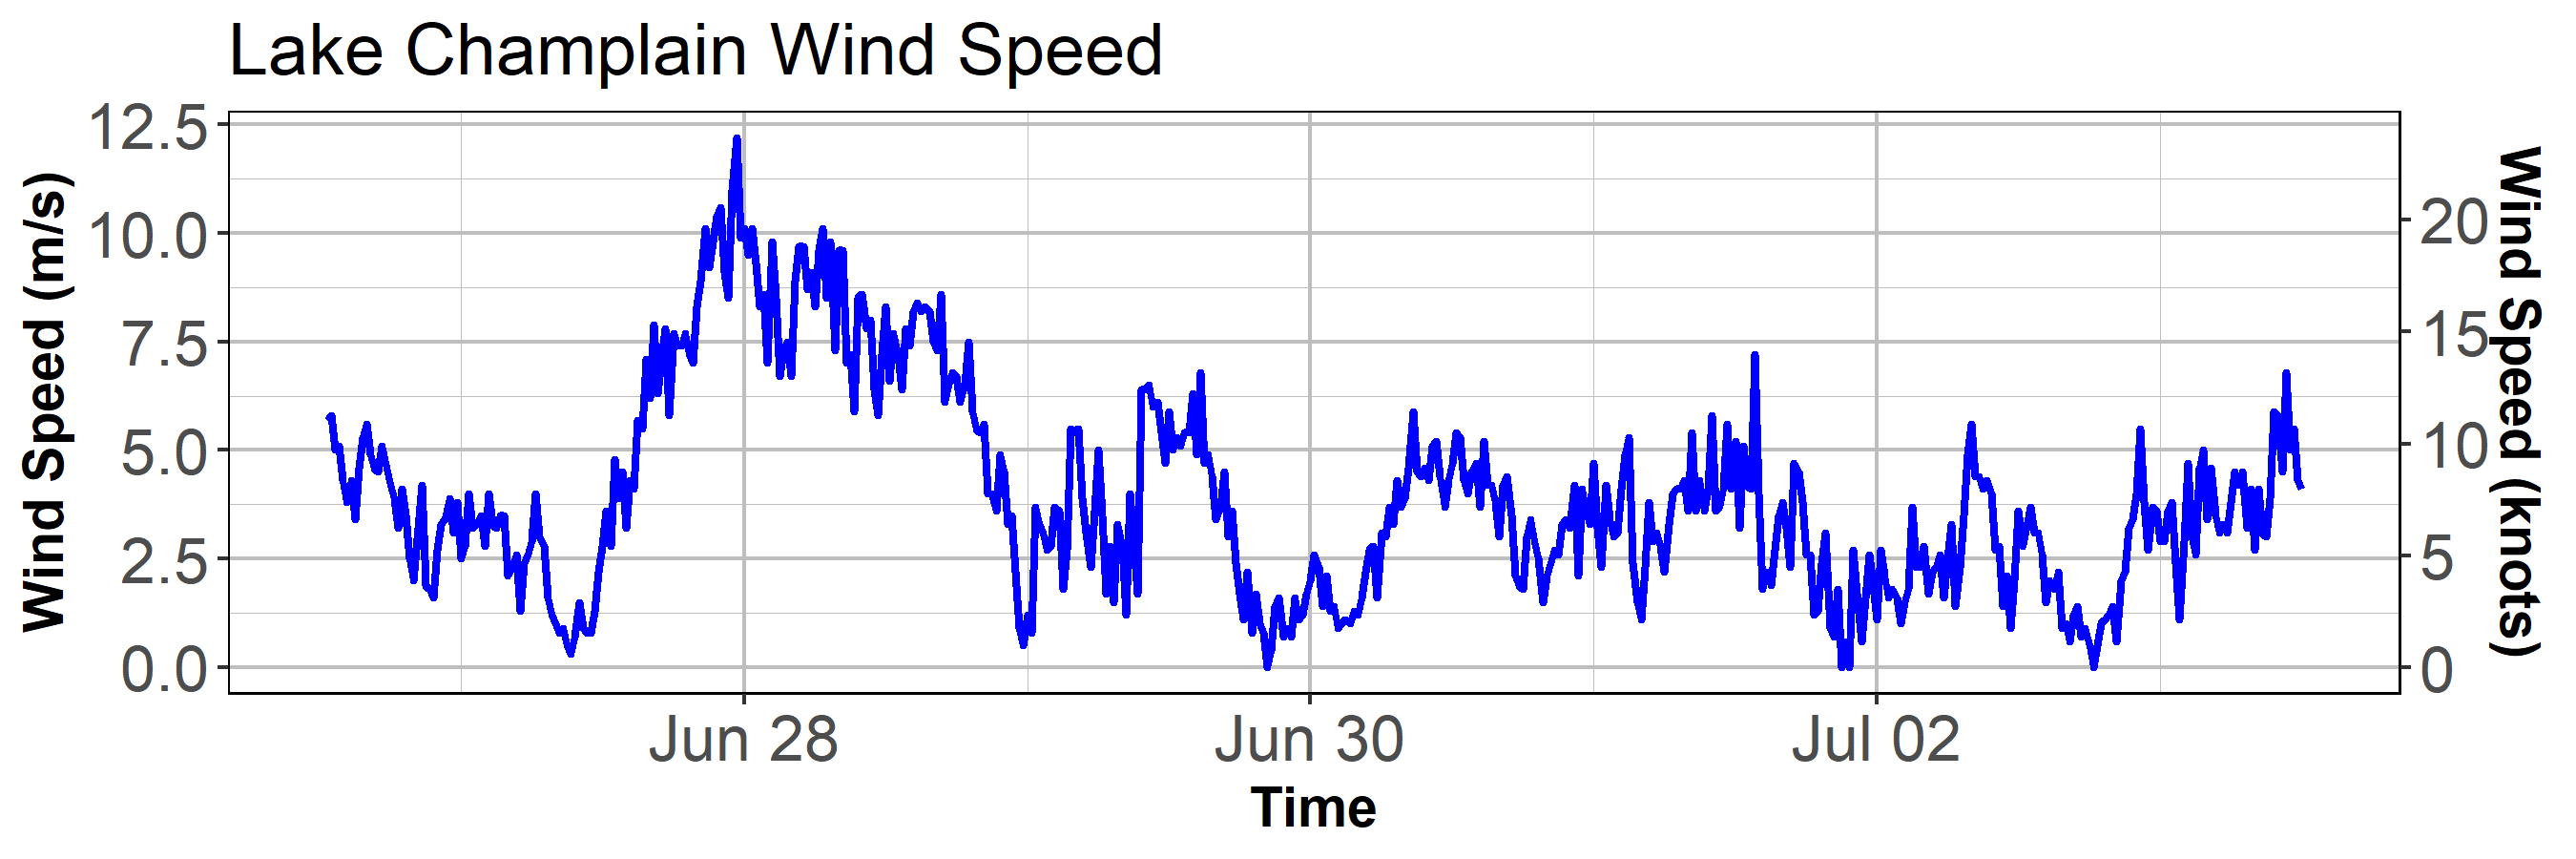 Lake Champlain Wind Speed
12.5
10.0
7.5
5.0
2.5
0.0
Wind Speed (m/s)
20
15
10
5
0
Wind Speed (knots)
Jun 28
Jun 30
Jul 02
Time